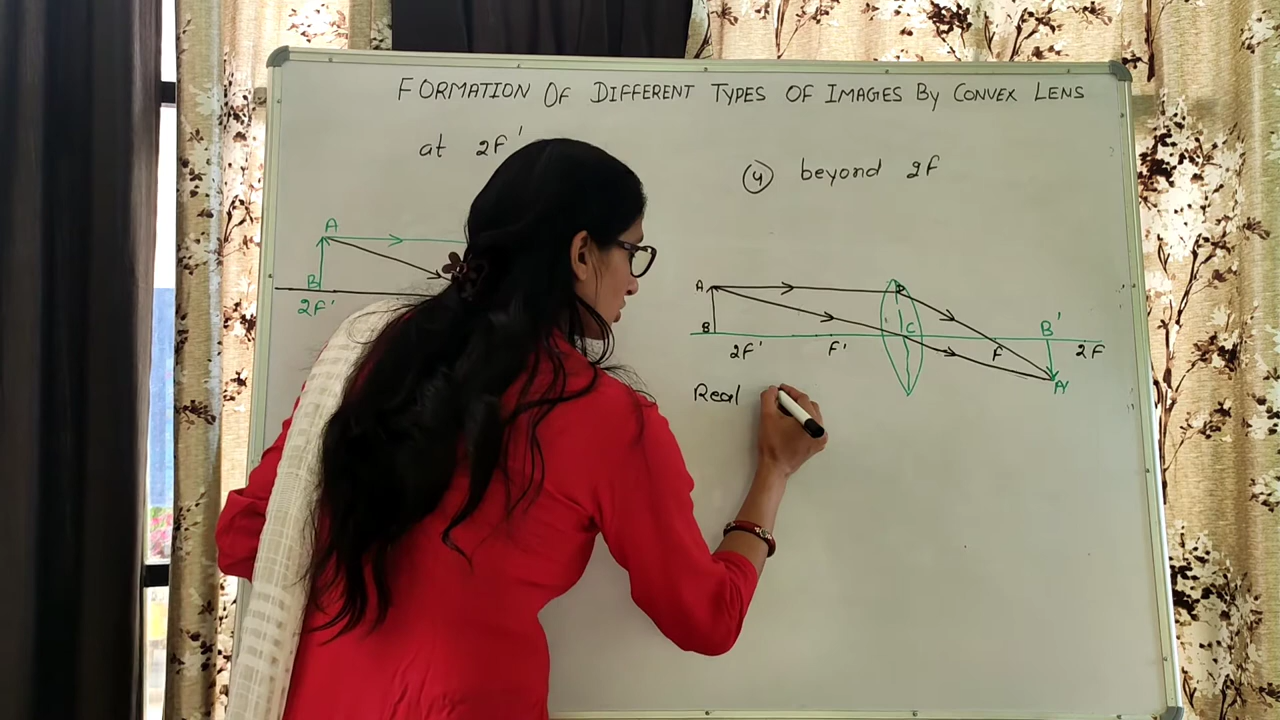 FORMATION OF DIFFERENT TYPES OF IMAGES BY CONVEX LENS
at 2F'
A
B
2F'
④ beyond 2F
A
B
C
B'
2F'
F'
F
2F
A'
Real